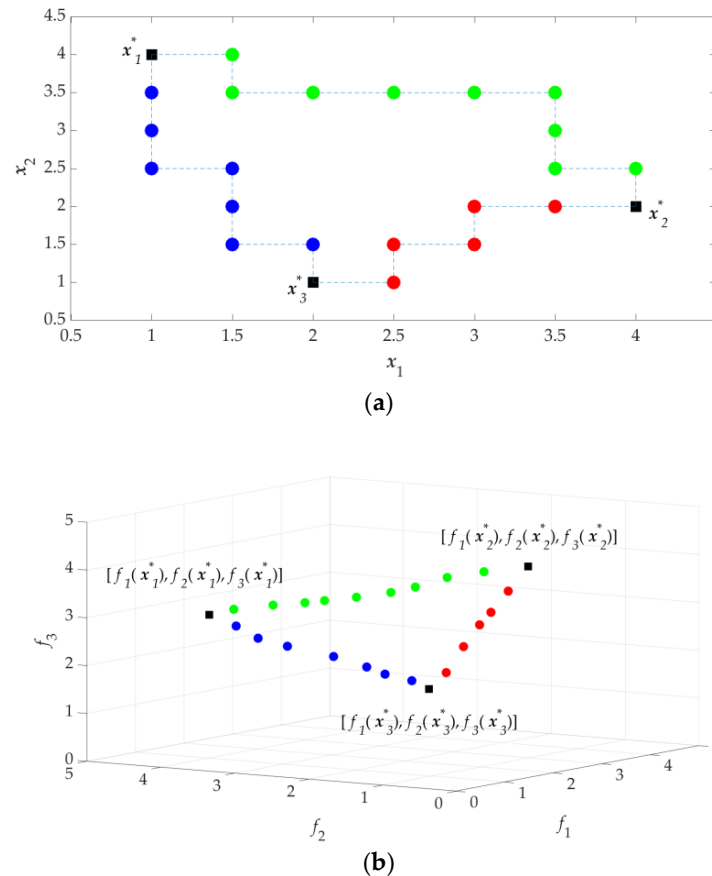 4.5
4
3.5
3
2.5
2
1.5
1
0.5
x₂
x*₁
x*₂
x*₃
0.5 1 1.5 2 2.5 3 3.5 4
x₁
(a)
5
4
3
2
1
0
f₃
[f₁(x*₂), f₂(x*₂), f₃(x*₂)]
[f₁(x*₁), f₂(x*₁), f₃(x*₁)]
[f₁(x*₃), f₂(x*₃), f₃(x*₃)]
5 4 3 2 1 0
f₂
0 1 2 3 4
f₁
(b)